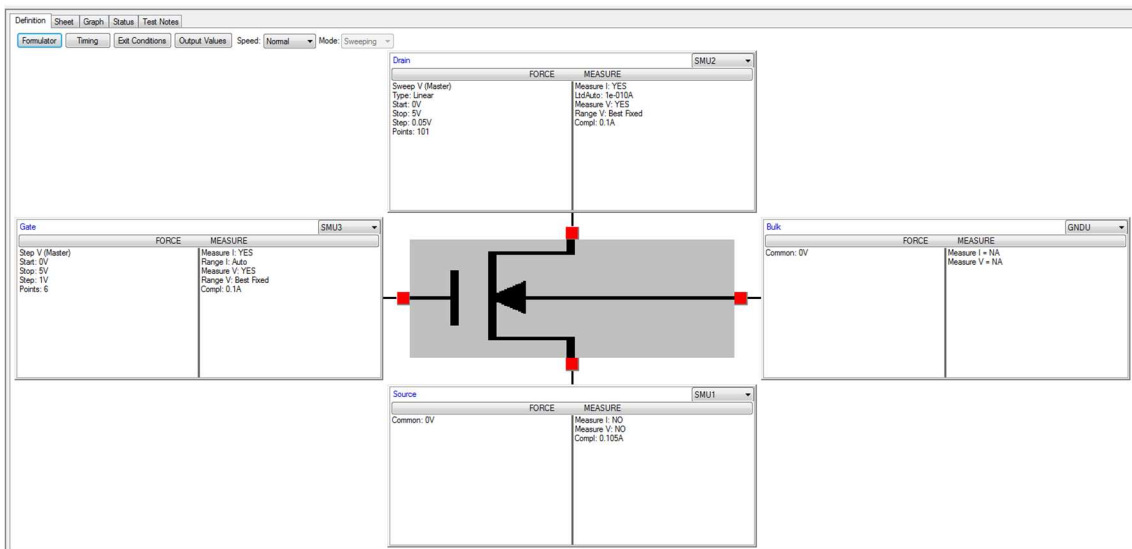 Definition Sheet Graph Status Test Notes
Formulator Timing Exit Conditions Output Values Speed: Normal Mode: Sweeping
Drain SMU2
FORCE MEASURE
Sweep V (Master)
Type: Linear
Start: 0V
Stop: 5V
Step: 0.05V
Points: 101
Measure I: YES
LtdAuto: 1e-010A
Measure V: YES
Range V: Best Fixed
Compl: 0.1A
Gate SMU3
FORCE MEASURE
Step V (Master)
Start: 0V
Stop: 5V
Step: 1V
Points: 6
Measure I: YES
Range I: Auto
Measure V: YES
Range V: Best Fixed
Compl: 0.1A
Bulk GNDU
FORCE MEASURE
Common: 0V
Measure I = NA
Measure V = NA
Source SMU1
FORCE MEASURE
Common: 0V
Measure I: NO
Measure V: NO
Compl: 0.105A